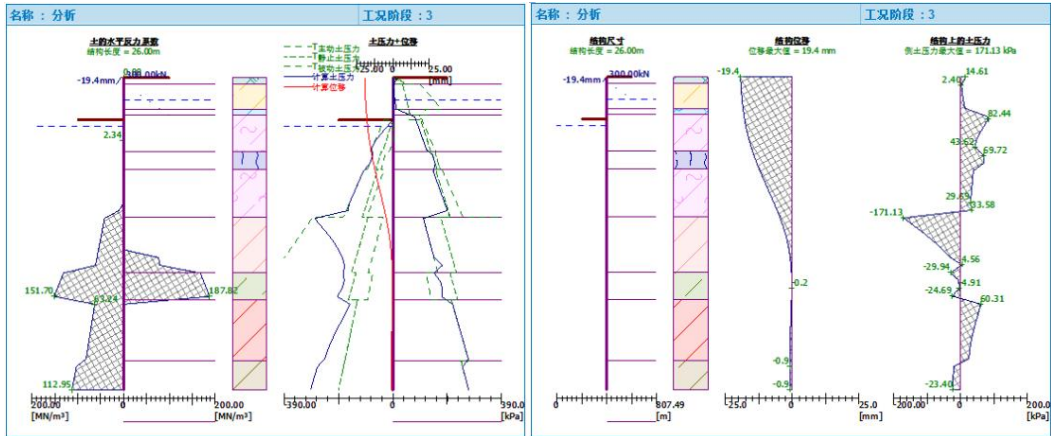 名称 : 分析
工况阶段 : 3
土的水平反力系数
结构长度 = 26.00m
0.00
-19.4mm
300.00kN
2.34
151.70
63.24
187.82
112.95
200.00
0
200.00
[MN/m³]
[MN/m³]
土压力+位移
T主动土压力
T静止土压力
T被动土压力
计算土压力
计算位移
-25.00
0
25.00
[mm]
-390.00
0
390.0
[kPa]
名称 : 分析
工况阶段 : 3
结构尺寸
结构长度 = 26.00m
-19.4mm
300.00kN
0
807.49
[m]
结构位移
位移最大值 = 19.4 mm
-19.4
0.2
-0.9
-0.9
-25.0
0
25.0
[mm]
结构上的土压力
侧土压力最大值 = 171.13 kPa
14.61
2.40
82.44
43.62
69.72
33.58
-171.13
4.56
-29.94
4.91
-24.69
60.31
-23.40
-200.00
0
200.0
[kPa]